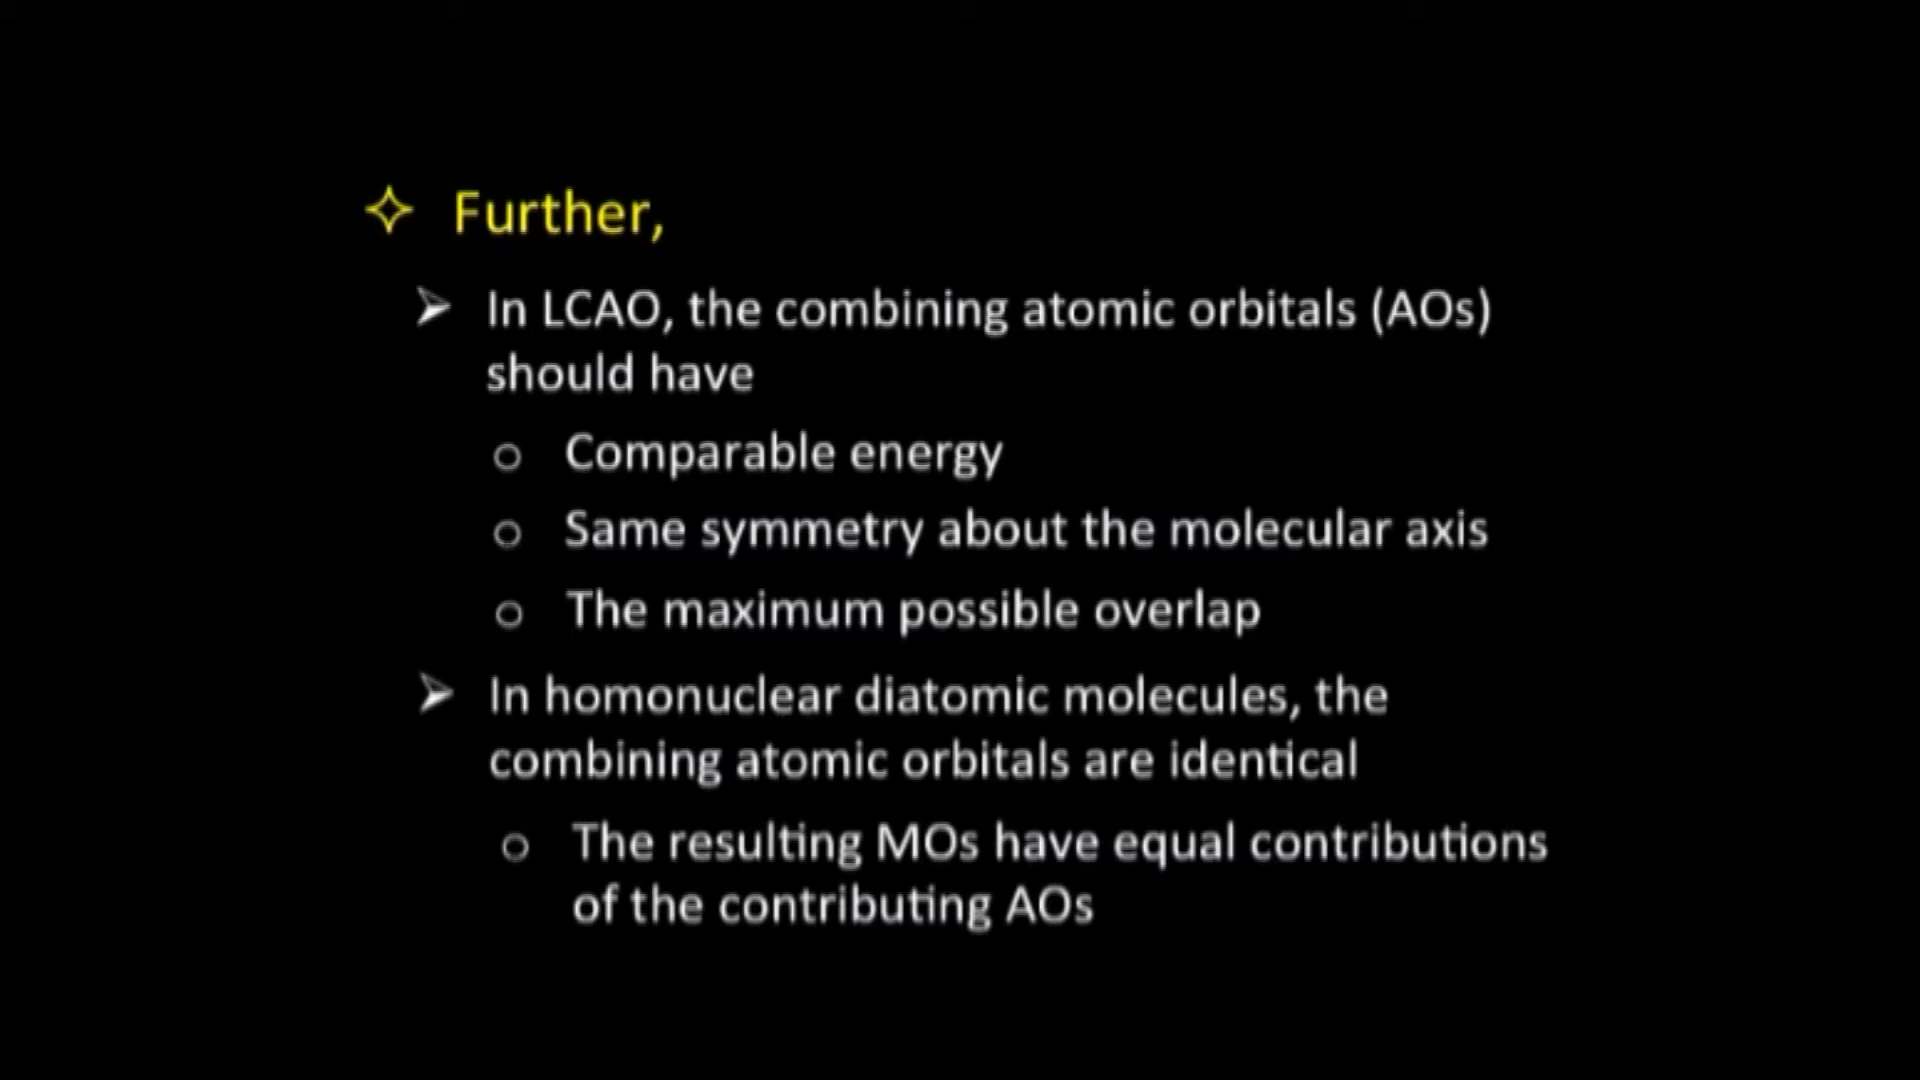 Further,
In LCAO, the combining atomic orbitals (AOs)
should have
Comparable energy
Same symmetry about the molecular axis
The maximum possible overlap
In homonuclear diatomic molecules, the
combining atomic orbitals are identical
The resulting MOs have equal contributions
of the contributing AOs